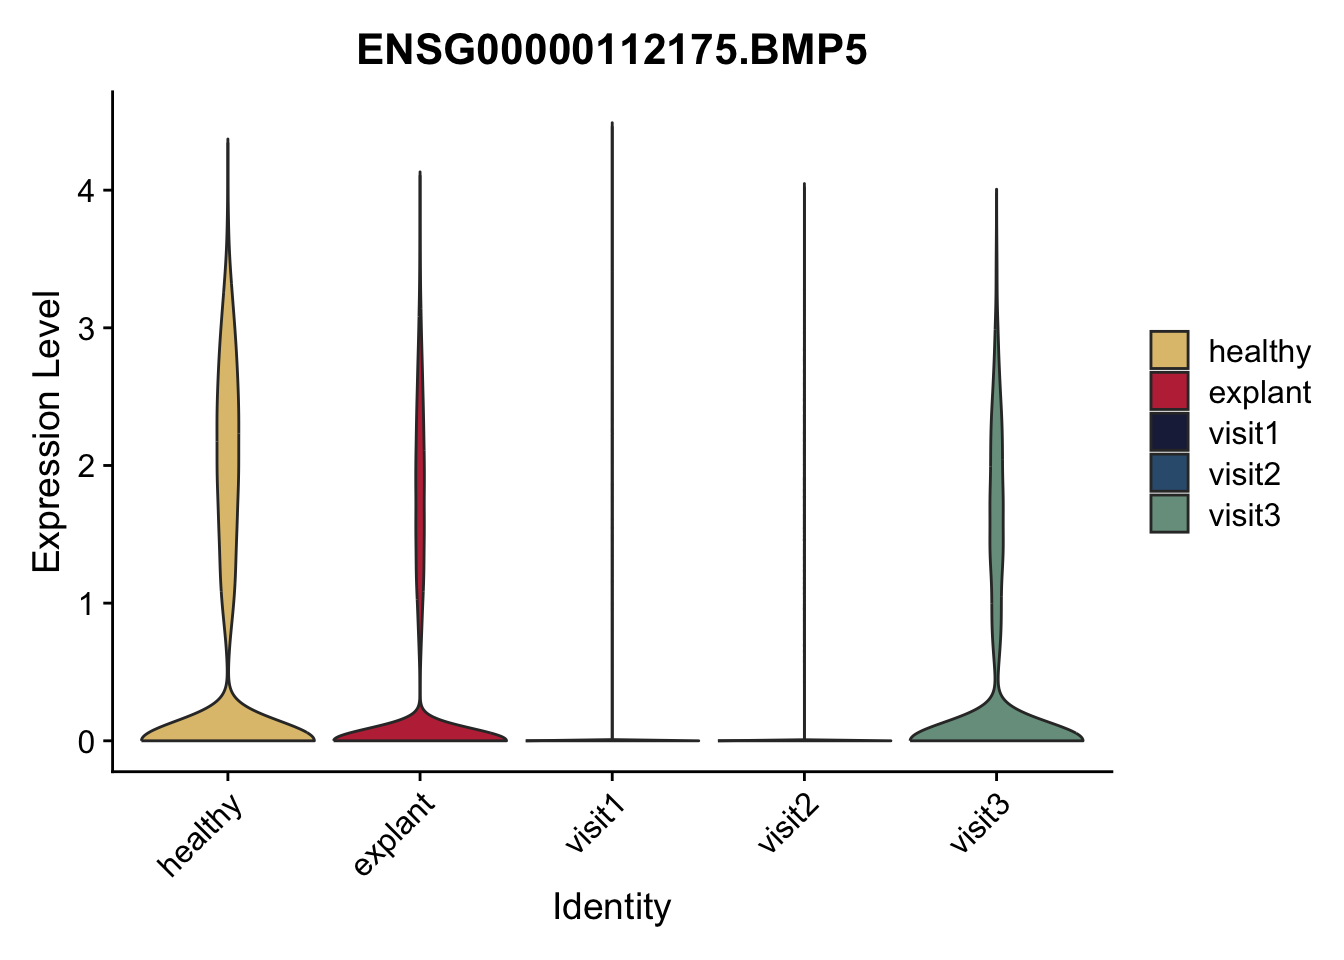 ENSG00000112175.BMP5
Expression Level
4
3
2
1
0
healthy
explant
visit1
visit2
visit3
Identity
healthy
explant
visit1
visit2
visit3